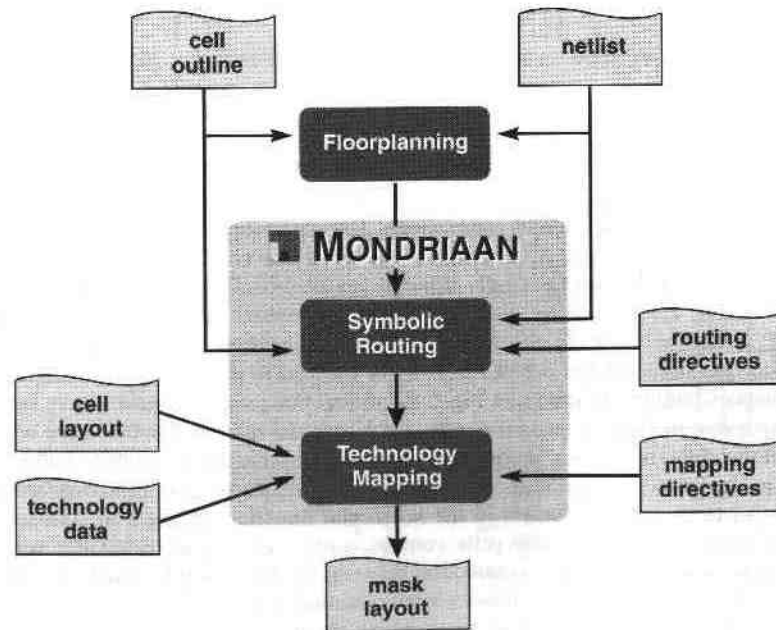 cell
outline
netlist
Floorplanning
MONDRIAAN
Symbolic
Routing
routing
directives
cell
layout
Technology
Mapping
mapping
directives
technology
data
mask
layout